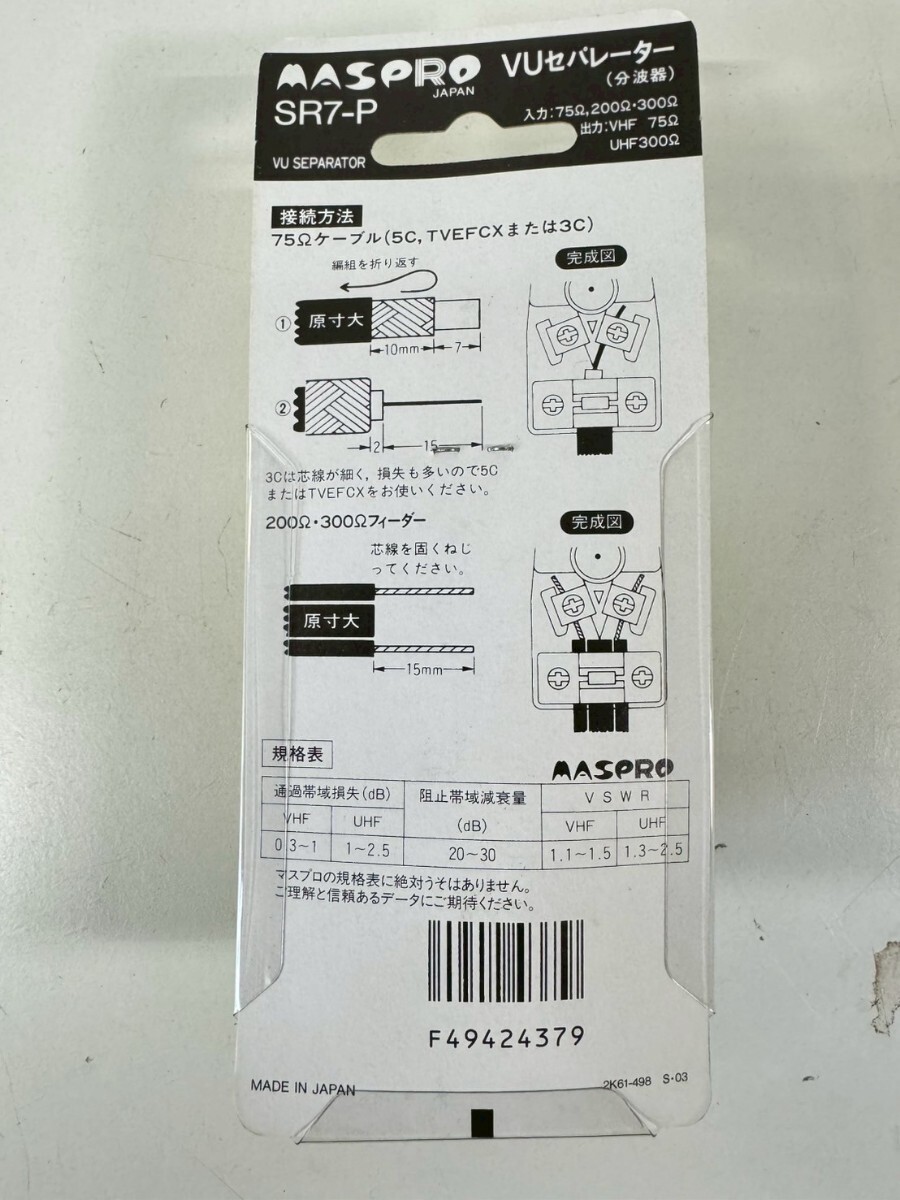 MASPRO
JAPAN
VUセパレーター
(分波器)
SR7-P
入力:75Ω,200Ω・300Ω
出力:VHF 75Ω
UHF300Ω
VU SEPARATOR
接続方法
75Ωケーブル(5C, TVEFCXまたは3C)
編組を折り返す
完成図
① 原寸大
10mm 7
②
2 15
3Cは芯線が細く, 損失も多いので5C
またはTVEFCXをお使いください。
200Ω・300Ωフィーダー
完成図
芯線を固くねじ
ってください。
原寸大
15mm
規格表
MASPRO
通過帯域損失(dB) 阻止帯域減衰量 VSWR
VHF UHF (dB) VHF UHF
0.3~1 1~2.5 20~30 1.1~1.5 1.3~2.5
マスプロの規格表に絶対うそはありません。
ご理解と信頼あるデータにご期待ください。
F49424379
MADE IN JAPAN
2K61-498 S・03